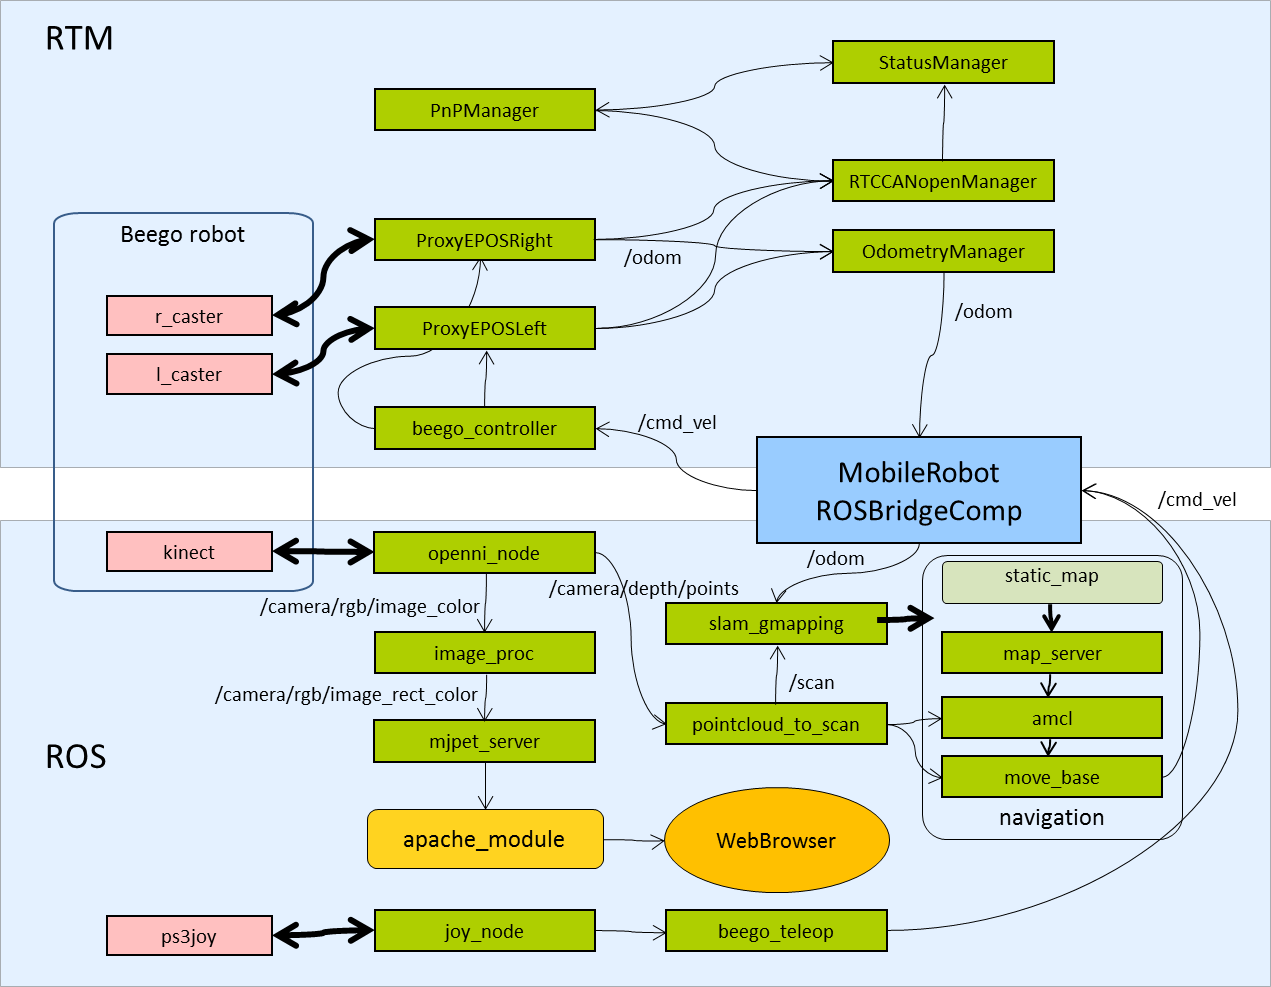 RTM
StatusManager
PnPManager
RTCCANopenManager
Beego robot
ProxyEPOSRight
/odom
OdometryManager
r_caster
ProxyEPOSLeft
/odom
l_caster
beego_controller
/cmd_vel
MobileRobot
ROSBridgeComp
/cmd_vel
kinect
openni_node
/odom
/camera/depth/points
static_map
/camera/rgb/image_color
slam_gmapping
image_proc
map_server
/camera/rgb/image_rect_color
/scan
pointcloud_to_scan
amcl
ROS
mjpet_server
move_base
navigation
apache_module
WebBrowser
ps3joy
joy_node
beego_teleop